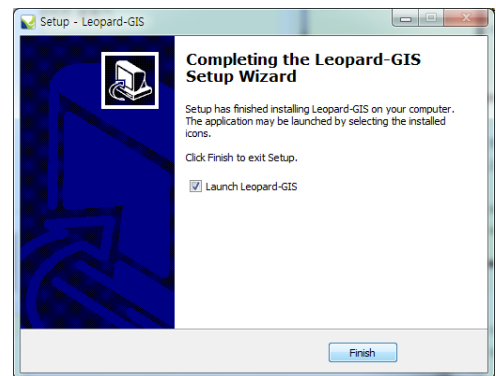 Setup - Leopard-GIS
Completing the Leopard-GIS
Setup Wizard
Setup has finished installing Leopard-GIS on your computer.
The application may be launched by selecting the installed
icons.
Click Finish to exit Setup.
Launch Leopard-GIS
Finish